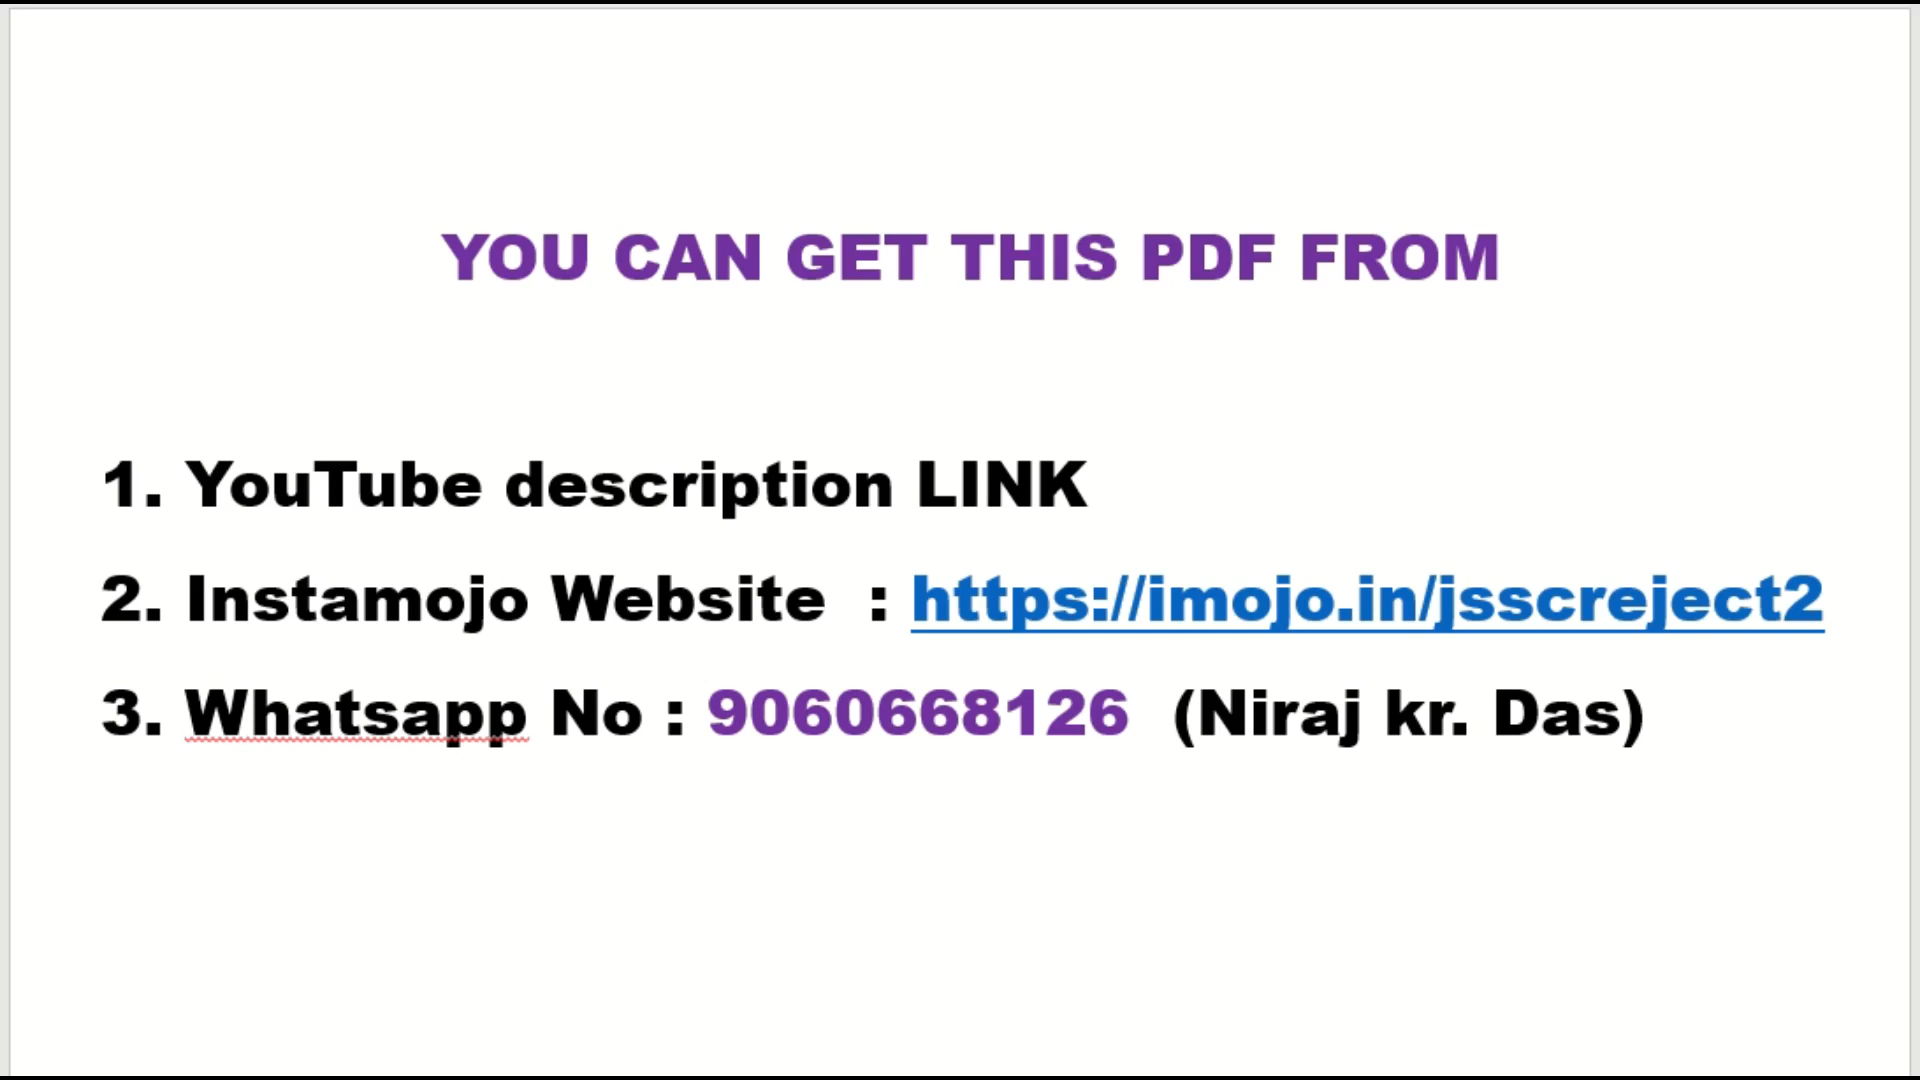 YOU CAN GET THIS PDF FROM
1. YouTube description LINK
2. Instamojo Website : https://imojo.in/jsscreject2
3. Whatsapp No : 9060668126 (Niraj kr. Das)